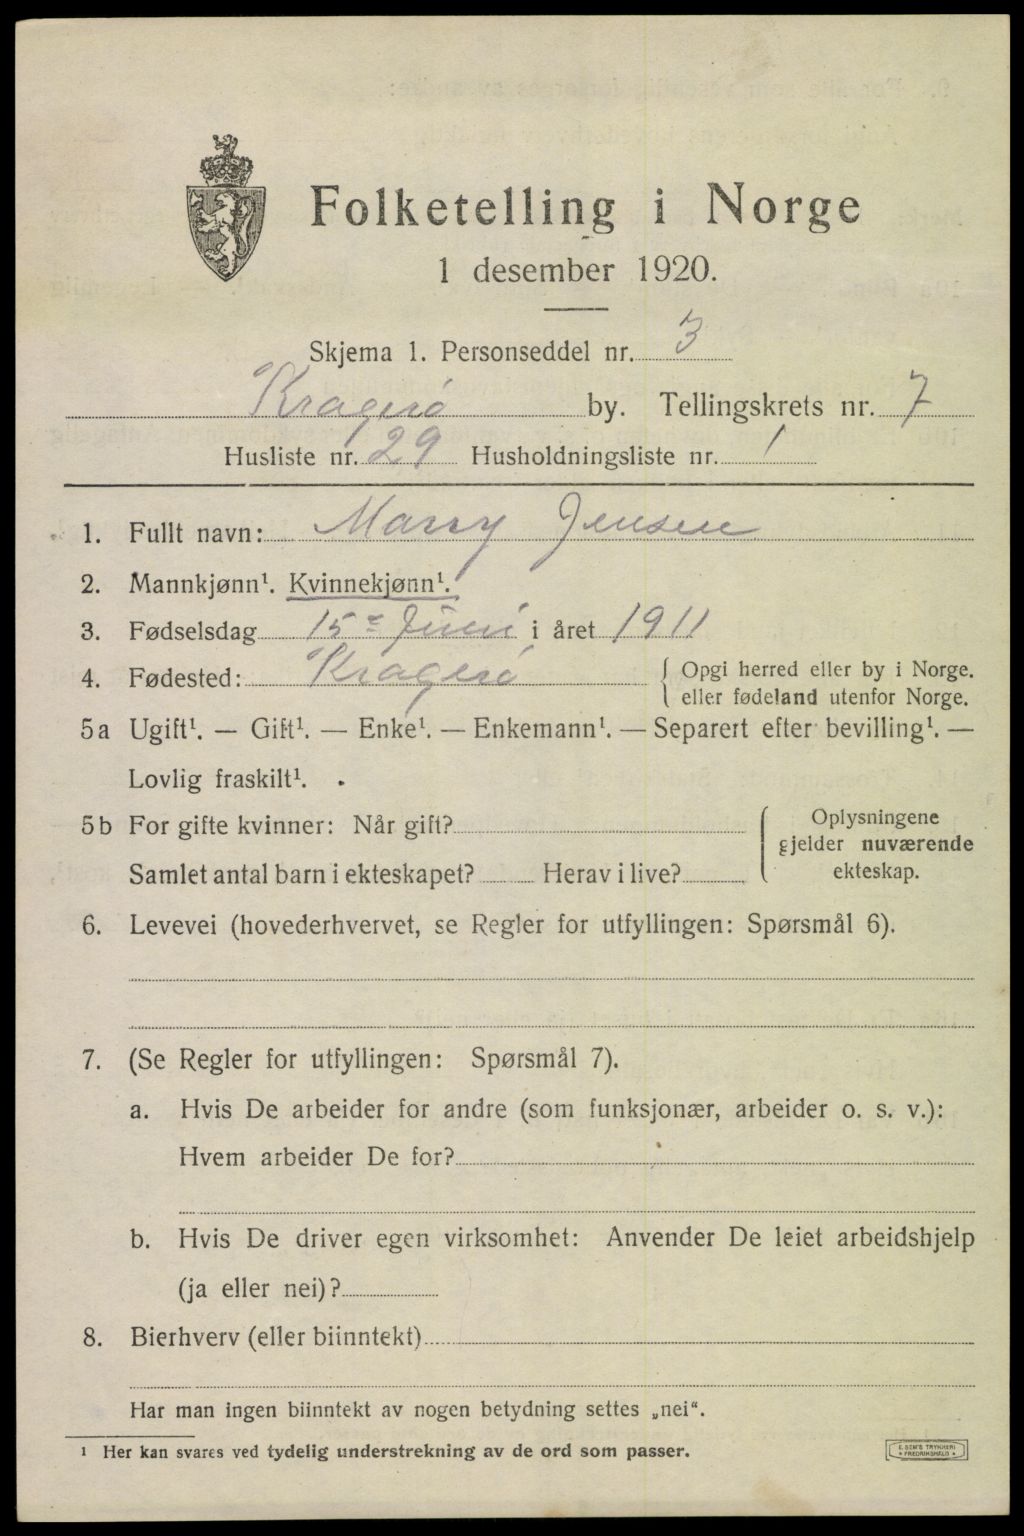 Folketelling i Norge
1 desember 1920.
Skjema 1. Personseddel nr. 3
Kragerø by. Tellingskrets nr. 7
Husliste nr. 29 Husholdningsliste nr. 1
1. Fullt navn: Marry Jensen
2. Mannkjønn¹. Kvinnekjønn¹.
3. Fødselsdag 15ᵉ Juni i året 1911
4. Fødested: Kragerø { Opgi herred eller by i Norge.
eller fødeland utenfor Norge.
5a Ugift¹. — Gift¹. — Enke¹. — Enkemann¹. — Separert efter bevilling¹. —
Lovlig fraskilt¹.
5b For gifte kvinner: Når gift?
Samlet antal barn i ekteskapet? Herav i live?
Oplysningene
gjelder nuværende
ekteskap.
6. Levevei (hovederhvervet, se Regler for utfyllingen: Spørsmål 6).
7. (Se Regler for utfyllingen: Spørsmål 7).
a. Hvis De arbeider for andre (som funksjonær, arbeider o. s. v.):
Hvem arbeider De for?
b. Hvis De driver egen virksomhet: Anvender De leiet arbeidshjelp
(ja eller nei)?
8. Bierhverv (eller biinntekt)
Har man ingen biinntekt av nogen betydning settes „nei“.
¹ Her kan svares ved tydelig understrekning av de ord som passer.
E. SEM'S TRYKKERI
FREDRIKSHALD